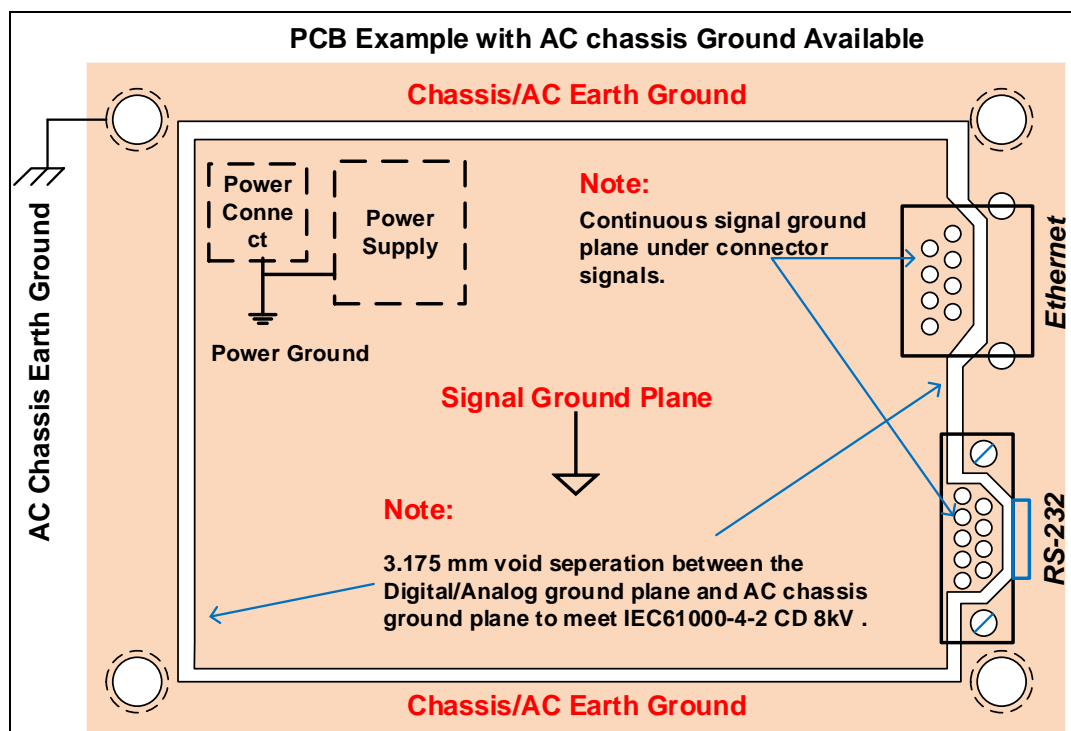 PCB Example with AC chassis Ground Available
Chassis/AC Earth Ground
AC Chassis Earth Ground
Power
Conne
ct
Power
Supply
Power Ground
Note:
Continuous signal ground
plane under connector
signals.
Ethernet
Signal Ground Plane
Note:
3.175 mm void seperation between the
Digital/Analog ground plane and AC chassis
ground plane to meet IEC61000-4-2 CD 8kV .
RS-232
Chassis/AC Earth Ground